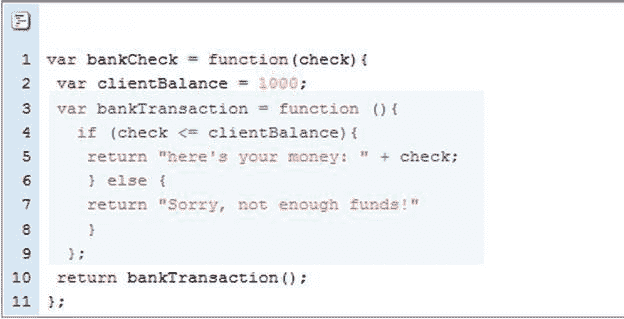 1 var bankCheck = function(check){
2 var clientBalance = 1000;
3 var bankTransaction = function (){
4 if (check <= clientBalance){
5 return "here's your money: " + check;
6 } else {
7 return "Sorry, not enough funds!"
8 }
9 };
10 return bankTransaction();
11 };